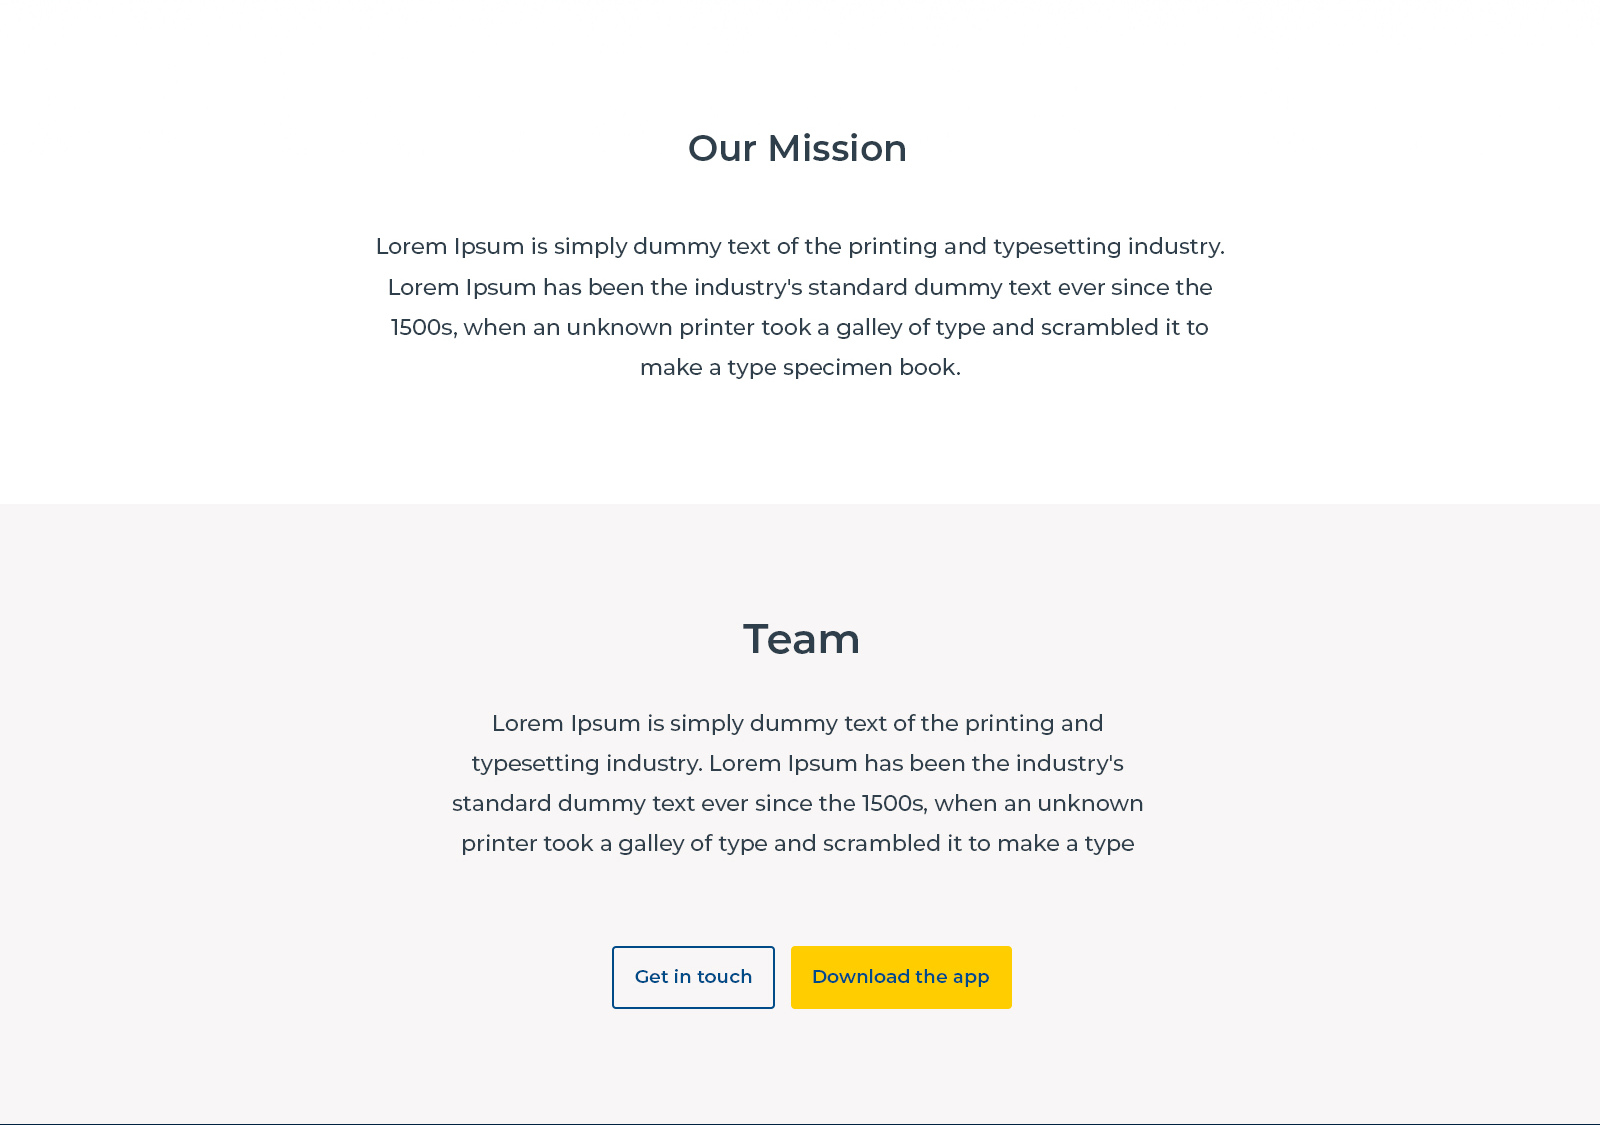 Our Mission
Lorem Ipsum is simply dummy text of the printing and typesetting industry.
Lorem Ipsum has been the industry's standard dummy text ever since the
1500s, when an unknown printer took a galley of type and scrambled it to
make a type specimen book.
Team
Lorem Ipsum is simply dummy text of the printing and
typesetting industry. Lorem Ipsum has been the industry's
standard dummy text ever since the 1500s, when an unknown
printer took a galley of type and scrambled it to make a type
Get in touch
Download the app